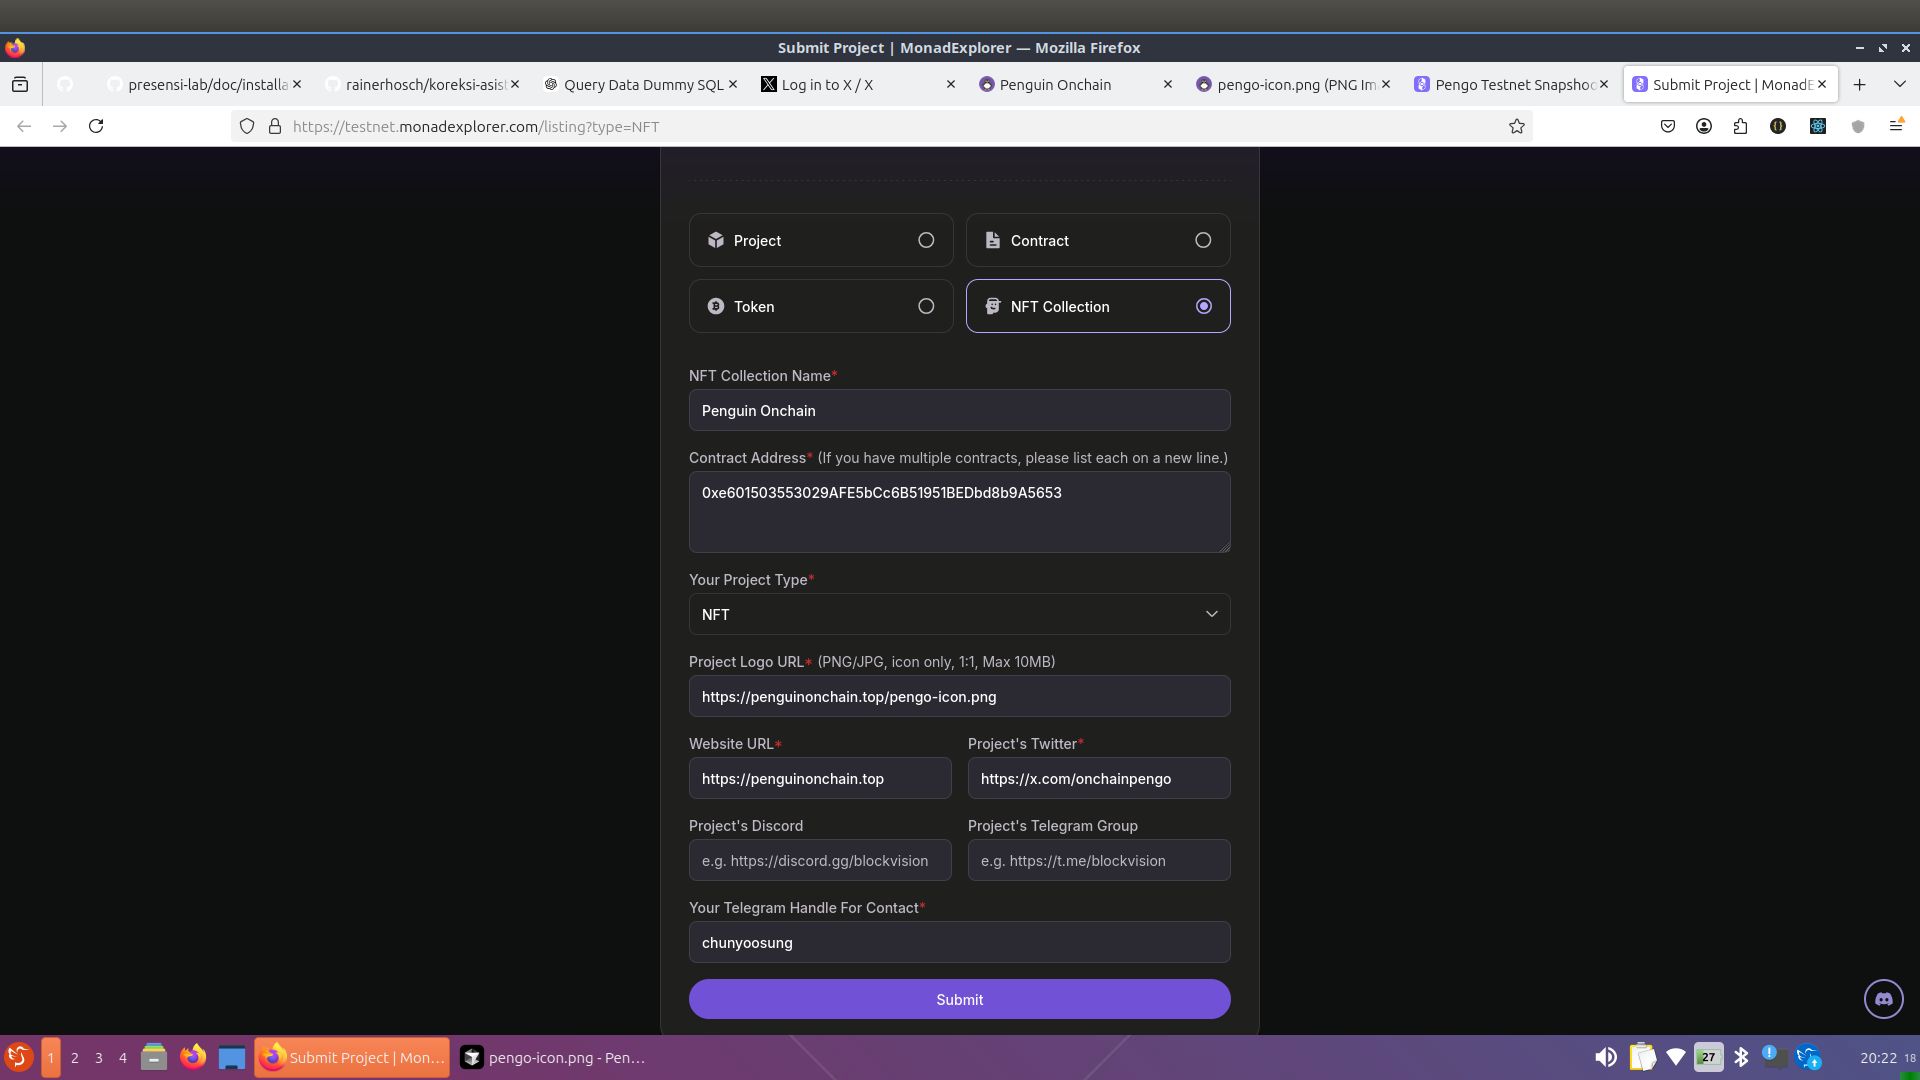 Submit Project | MonadExplorer — Mozilla Firefox
presensi-lab/doc/installa
rainerhosch/koreksi-asist
Query Data Dummy SQL
Log in to X / X
Penguin Onchain
pengo-icon.png (PNG Im
Pengo Testnet Snapshoo
Submit Project | MonadE
https://testnet.monadexplorer.com/listing?type=NFT
Project
Contract
Token
NFT Collection
NFT Collection Name*
Penguin Onchain
Contract Address* (If you have multiple contracts, please list each on a new line.)
0xe601503553029AFE5bCc6B51951BEDbd8b9A5653
Your Project Type*
NFT
Project Logo URL* (PNG/JPG, icon only, 1:1, Max 10MB)
https://penguinonchain.top/pengo-icon.png
Website URL*
Project's Twitter*
https://penguinonchain.top
https://x.com/onchainpengo
Project's Discord
Project's Telegram Group
e.g. https://discord.gg/blockvision
e.g. https://t.me/blockvision
Your Telegram Handle For Contact*
chunyoosung
Submit
1 2 3 4
Submit Project | Mon...
pengo-icon.png - Pen...
27
20:22 18